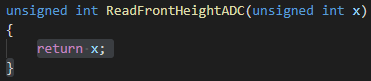 unsigned int ReadFrontHeightADC(unsigned int x)
{
    return x;
}